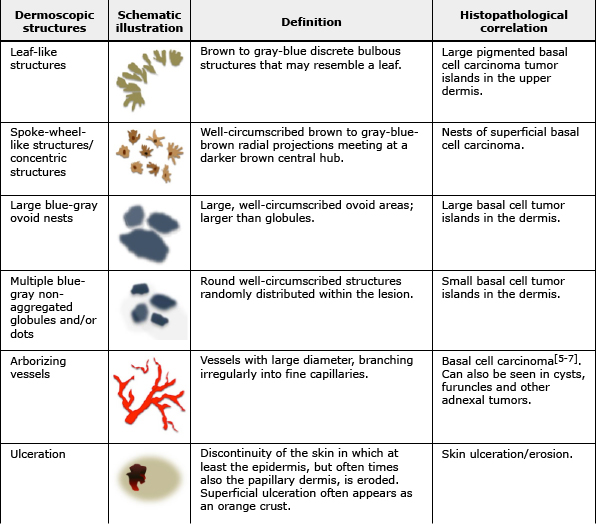 Dermoscopic structures
Schematic illustration
Definition
Histopathological correlation
Leaf-like
structures
Brown to gray-blue discrete bulbous
structures that may resemble a leaf.
Large pigmented basal
cell carcinoma tumor
islands in the upper
dermis.
Spoke-wheel-
like structures/
concentric
structures
Well-circumscribed brown to gray-blue-
brown radial projections meeting at a
darker brown central hub.
Nests of superficial basal
cell carcinoma.
Large blue-gray
ovoid nests
Large, well-circumscribed ovoid areas;
larger than globules.
Large basal cell tumor
islands in the dermis.
Multiple blue-
gray non-
aggregated
globules and/or
dots
Round well-circumscribed structures
randomly distributed within the lesion.
Small basal cell tumor
islands in the dermis.
Arborizing
vessels
Vessels with large diameter, branching
irregularly into fine capillaries.
Basal cell carcinoma[5-7].
Can also be seen in cysts,
furuncles and other
adnexal tumors.
Ulceration
Discontinuity of the skin in which at
least the epidermis, but often times
also the papillary dermis, is eroded.
Superficial ulceration often appears as
an orange crust.
Skin ulceration/erosion.